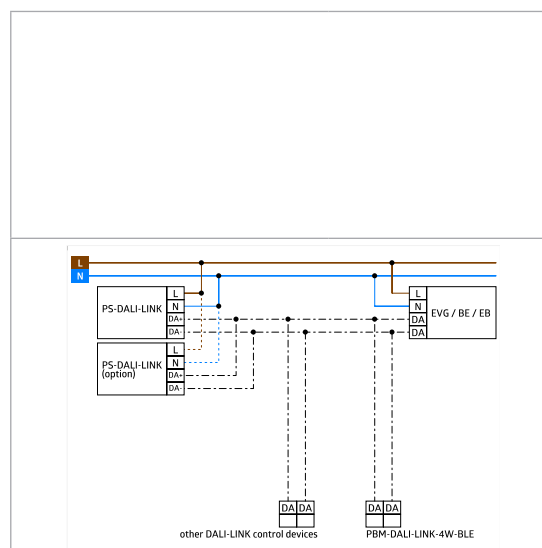 L
N
PS-DALI-LINK
L
N
DA+
DA-
PS-DALI-LINK
(option)
L
N
DA+
DA-
L
N
DA
DA
EVG / BE / EB
DA DA
other DALI-LINK control devices
DA DA
PBM-DALI-LINK-4W-BLE